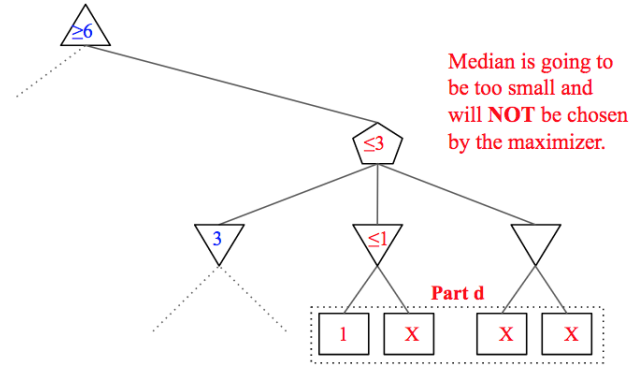 ≥6
Median is going to
be too small and
will NOT be chosen
by the maximizer.
≤3
3
≤1
Part d
1
X
X
X